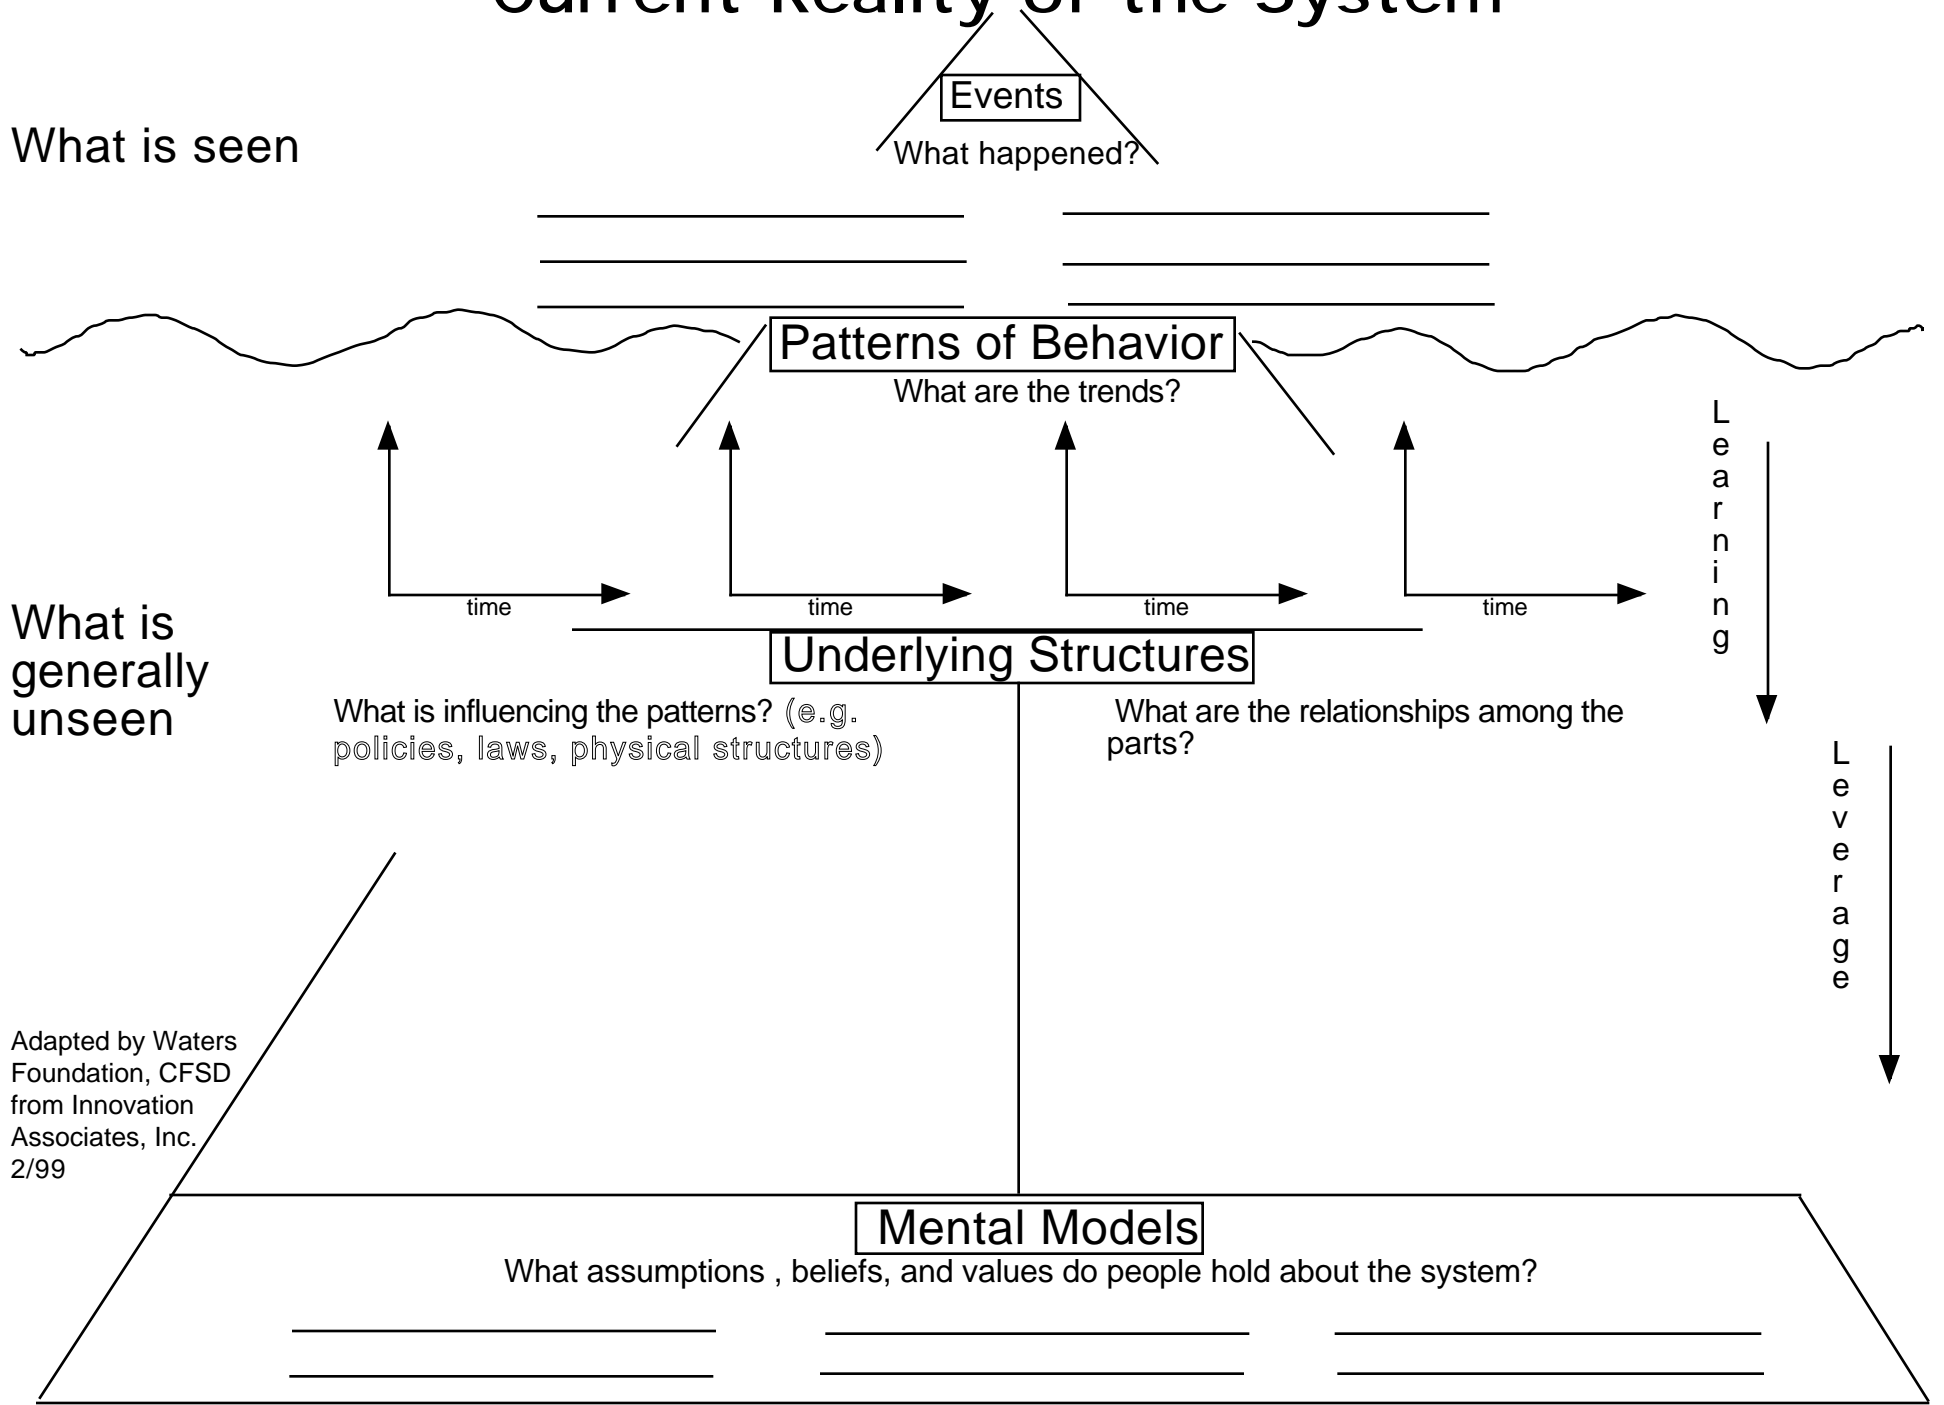 Current Reality of the System
Events
What is seen
What happened?
Patterns of Behavior
What are the trends?
time
time
time
time
Learning
What is
generally
unseen
Underlying Structures
What is influencing the patterns? (e.g.
policies, laws, physical structures)
What are the relationships among the
parts?
Leverage
Adapted by Waters
Foundation, CFSD
from Innovation
Associates, Inc.
2/99
Mental Models
What assumptions , beliefs, and values do people hold about the system?